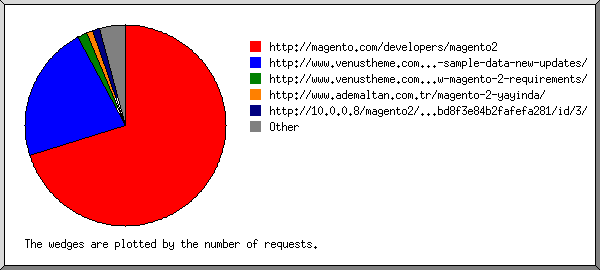 http://magento.com/developers/magento2
http://www.venustheme.com...-sample-data-new-updates/
http://www.venustheme.com...w-magento-2-requirements/
http://www.ademaltan.com.tr/magento-2-yayinda/
http://10.0.0.8/magento2/...bd8f3e84b2fafefa281/id/3/
Other
The wedges are plotted by the number of requests.